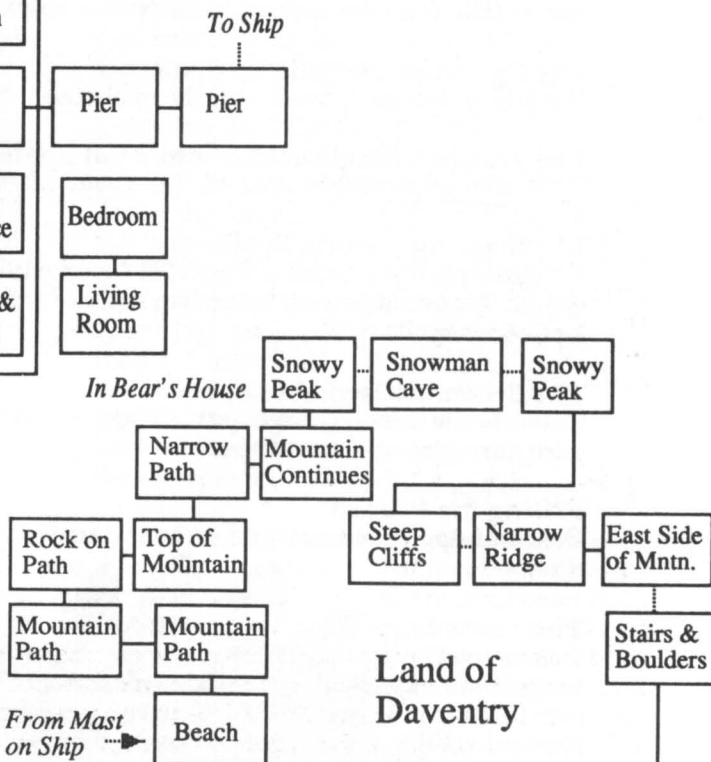 To Ship
Pier
Pier
Bedroom
&
Living
Room
In Bear's House
Snowy
Peak
Snowman
Cave
Snowy
Peak
Narrow
Path
Mountain
Continues
Rock on
Path
Top of
Mountain
Steep
Cliffs
Narrow
Ridge
East Side
of Mntn.
Mountain
Path
Mountain
Path
Stairs &
Boulders
Land of
Daventry
From Mast
on Ship
Beach